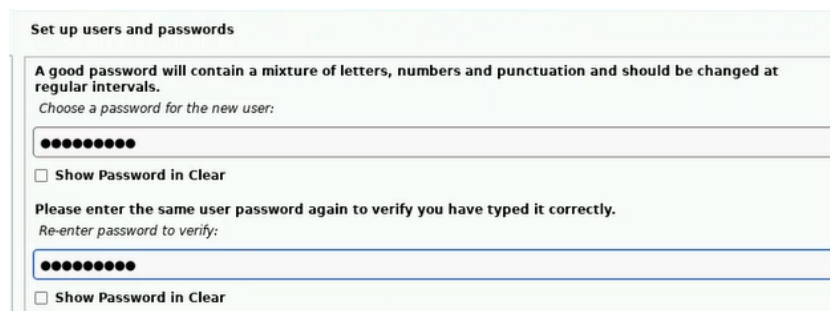 Set up users and passwords
A good password will contain a mixture of letters, numbers and punctuation and should be changed at
regular intervals.
Choose a password for the new user:
●●●●●●●●●
Show Password in Clear
Please enter the same user password again to verify you have typed it correctly.
Re-enter password to verify:
●●●●●●●●●
Show Password in Clear